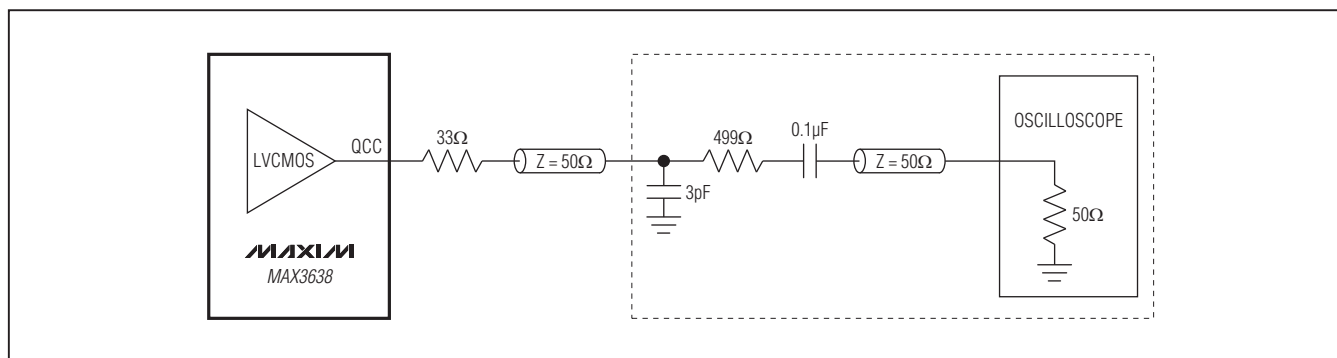 LVCMOS
QCC
MAXIM
MAX3638
33Ω
Z = 50Ω
3pF
499Ω
0.1µF
Z = 50Ω
OSCILLOSCOPE
50Ω